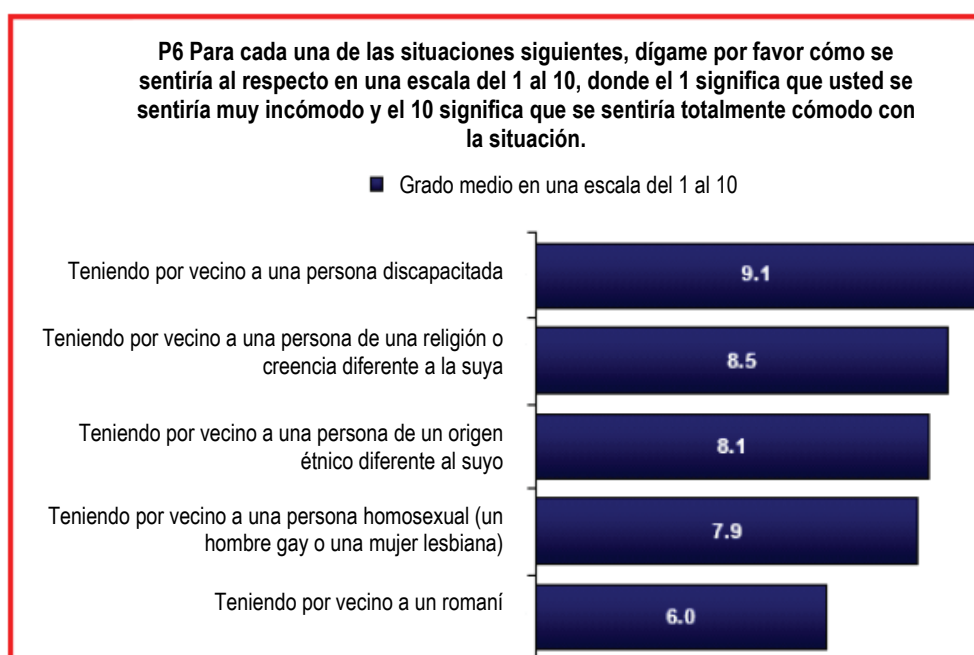 P6 Para cada una de las situaciones siguientes, dígame por favor cómo se
sentiría al respecto en una escala del 1 al 10, donde el 1 significa que usted se
sentiría muy incómodo y el 10 significa que se sentiría totalmente cómodo con
la situación.
Grado medio en una escala del 1 al 10
Teniendo por vecino a una persona discapacitada
9.1
Teniendo por vecino a una persona de una religión o
creencia diferente a la suya
8.5
Teniendo por vecino a una persona de un origen
étnico diferente al suyo
8.1
Teniendo por vecino a una persona homosexual (un
hombre gay o una mujer lesbiana)
7.9
Teniendo por vecino a un romaní
6.0